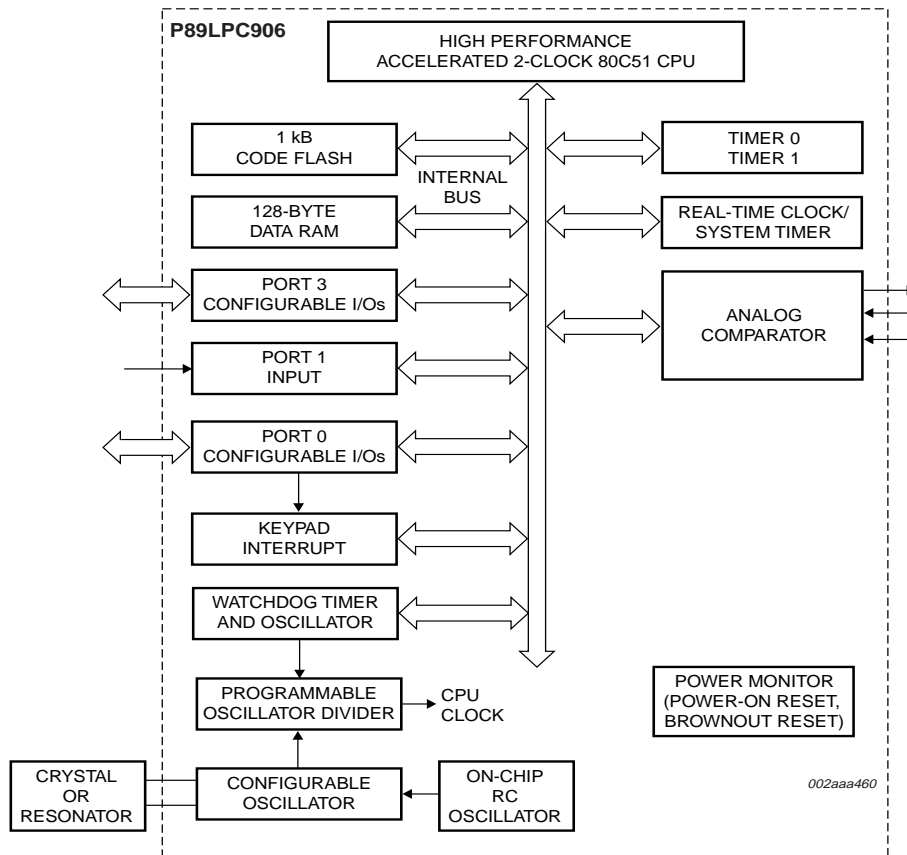 P89LPC906
HIGH PERFORMANCE
ACCELERATED 2-CLOCK 80C51 CPU
1 kB
CODE FLASH
TIMER 0
TIMER 1
INTERNAL
BUS
128-BYTE
DATA RAM
REAL-TIME CLOCK/
SYSTEM TIMER
PORT 3
CONFIGURABLE I/Os
ANALOG
COMPARATOR
PORT 1
INPUT
PORT 0
CONFIGURABLE I/Os
KEYPAD
INTERRUPT
WATCHDOG TIMER
AND OSCILLATOR
PROGRAMMABLE
OSCILLATOR DIVIDER
CPU
CLOCK
POWER MONITOR
(POWER-ON RESET,
BROWNOUT RESET)
CRYSTAL
OR
RESONATOR
CONFIGURABLE
OSCILLATOR
ON-CHIP
RC
OSCILLATOR
002aaa460